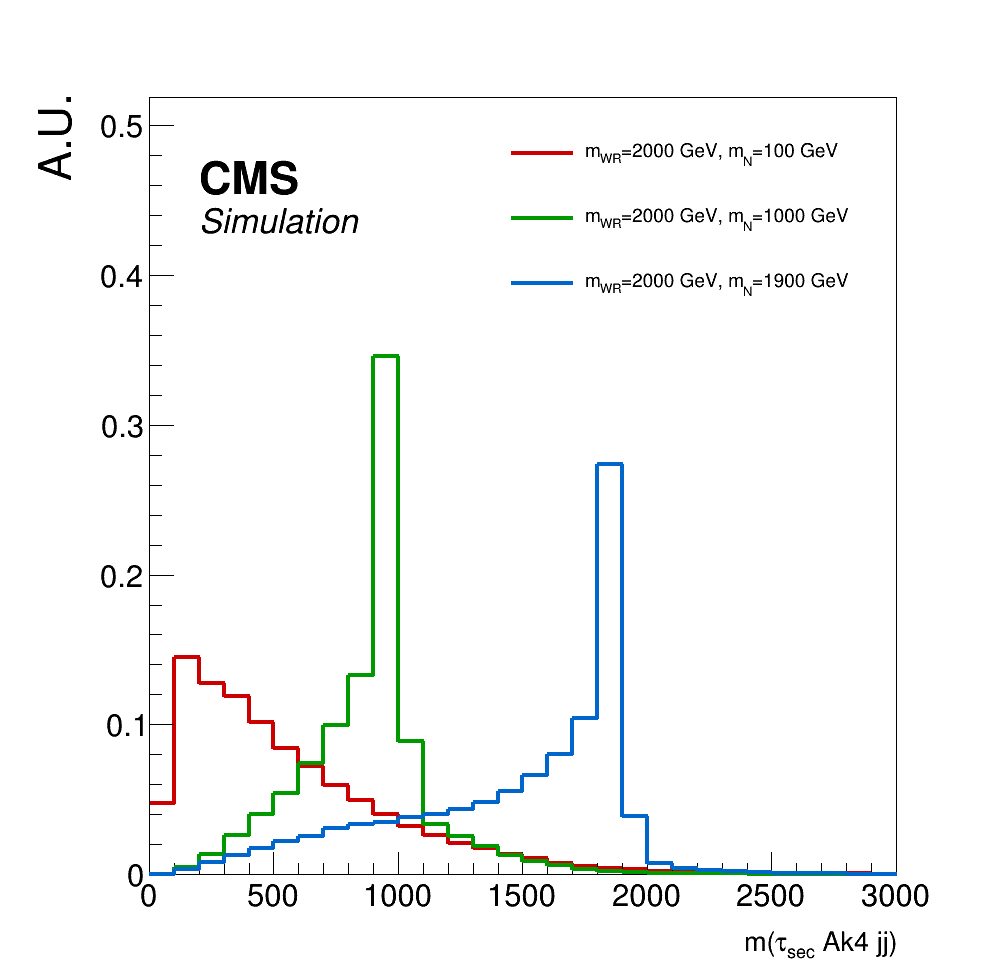 A.U.
0.5
0.4
0.3
0.2
0.1
0
CMS
Simulation
m_WR=2000 GeV, m_N=100 GeV
m_WR=2000 GeV, m_N=1000 GeV
m_WR=2000 GeV, m_N=1900 GeV
0 500 1000 1500 2000 2500 3000
m(τ_sec Ak4 jj)